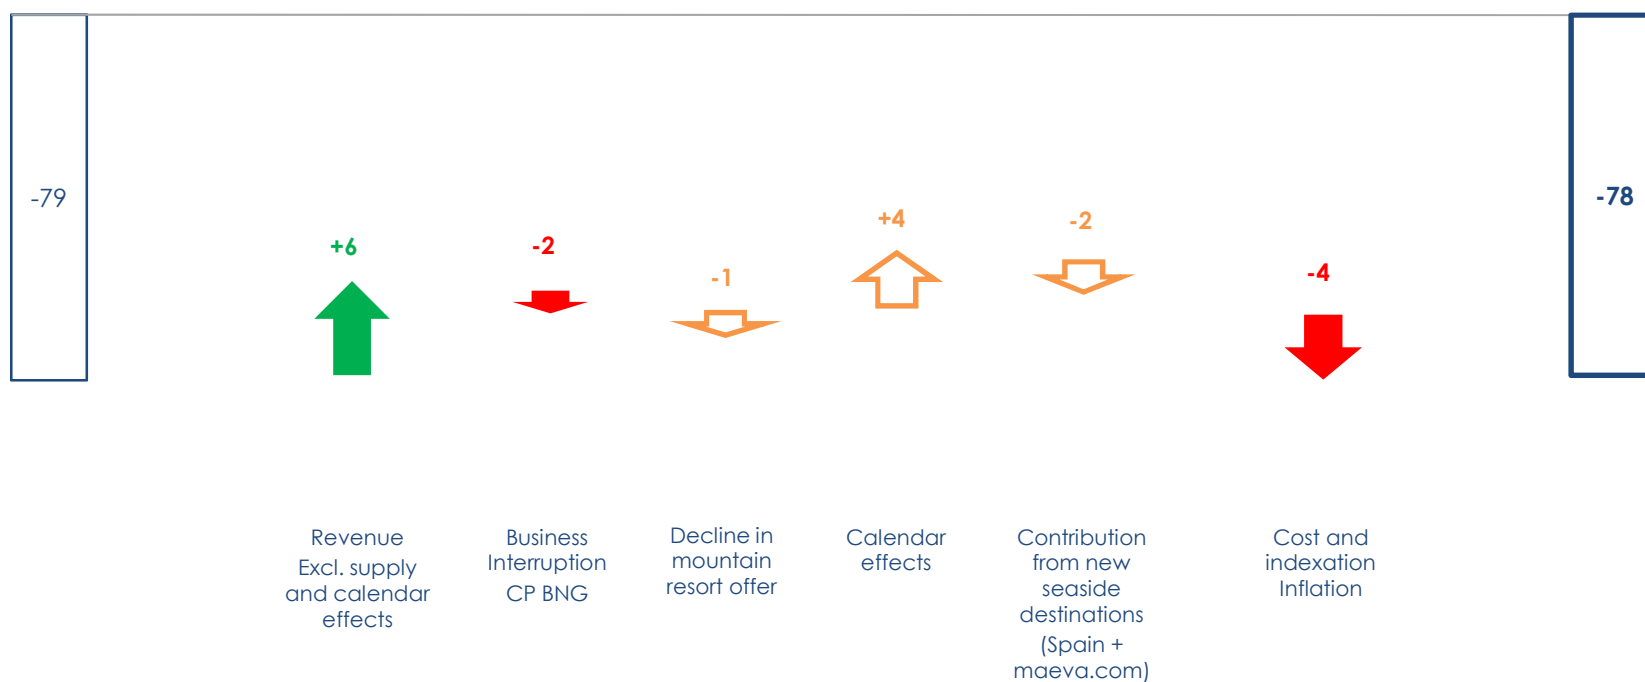 -79
+6
-2
-1
+4
-2
-4
-78
Revenue
Excl. supply
and calendar
effects
Business
Interruption
CP BNG
Decline in
mountain
resort offer
Calendar
effects
Contribution
from new
seaside
destinations
(Spain +
maeva.com)
Cost and
indexation
Inflation